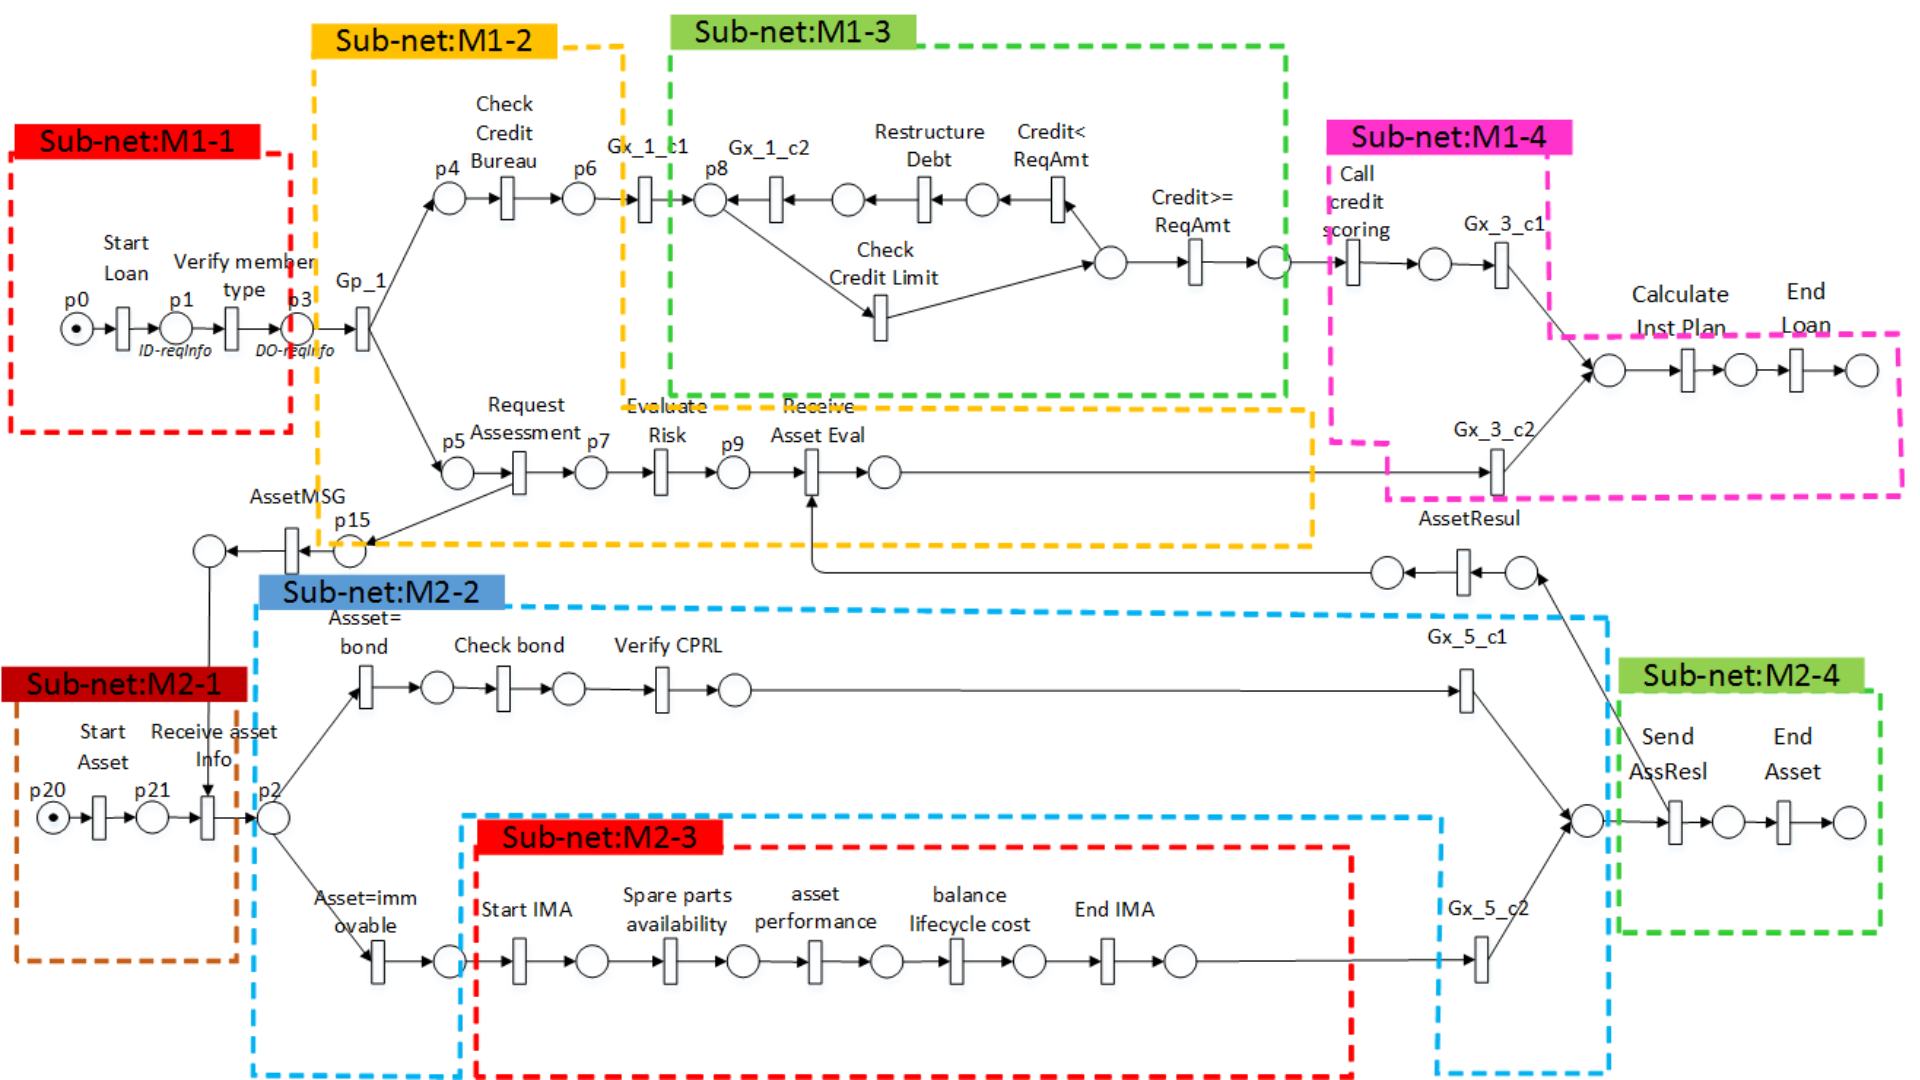 Sub-net:M1-2
Sub-net:M1-3
Sub-net:M1-1
Sub-net:M1-4
Check
Credit
Bureau
p4
p6
Gx_1_c1
p8
Gx_1_c2
Restructure
Debt
Credit<
ReqAmt
Credit>=
ReqAmt
Check
Credit Limit
Call
credit
scoring
Gx_3_c1
Start
Loan
Verify member
type
p0
p1
p3
ID-reqInfo
DO-reqInfo
Gp_1
Calculate
Inst Plan
End
Loan
Request
Assessment
Evaluate
Risk
Receive
Asset Eval
p5
p7
p9
Gx_3_c2
AssetMSG
p15
AssetResul
Sub-net:M2-2
Assset=
bond
Check bond
Verify CPRL
Gx_5_c1
Sub-net:M2-1
Sub-net:M2-4
Start
Asset
Receive asset
Info
p20
p21
p2
Send
AssResl
End
Asset
Sub-net:M2-3
Asset=imm
ovable
Start IMA
Spare parts
availability
asset
performance
balance
lifecycle cost
End IMA
Gx_5_c2